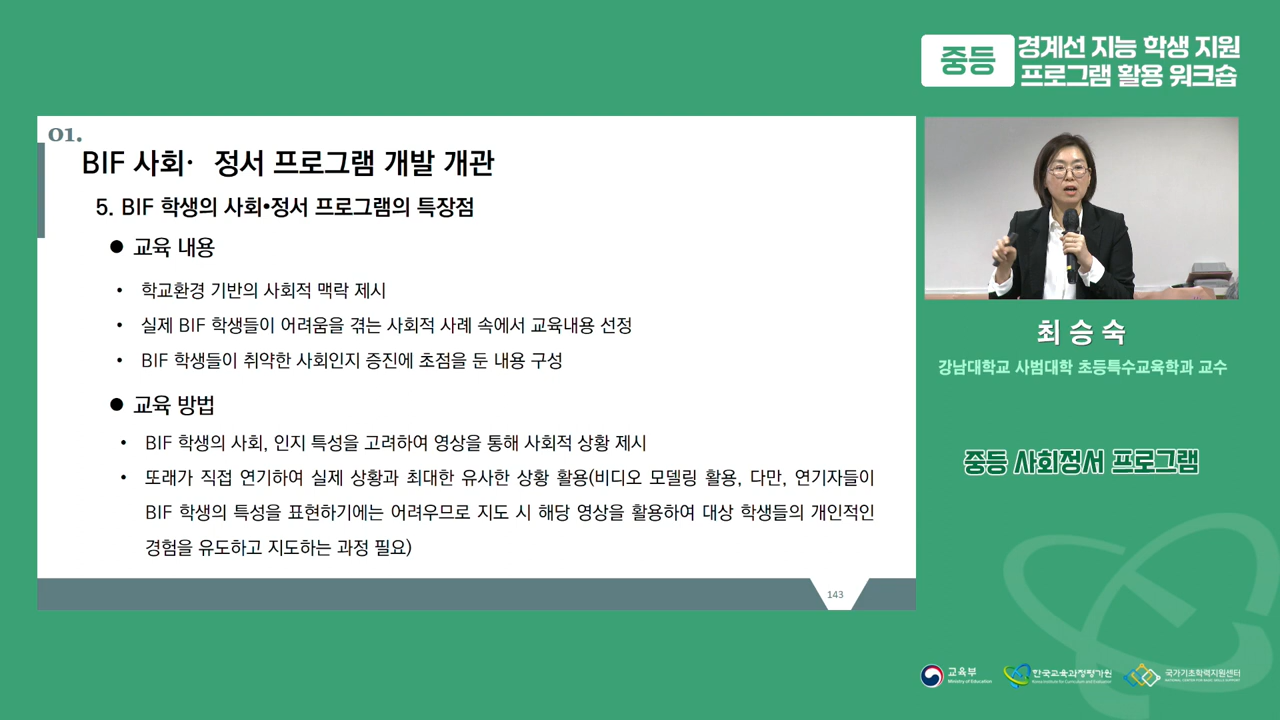 중등
경계선 지능 학생 지원
프로그램 활용 워크숍
01.
BIF 사회· 정서 프로그램 개발 개관
5. BIF 학생의 사회•정서 프로그램의 특장점
● 교육 내용
• 학교환경 기반의 사회적 맥락 제시
• 실제 BIF 학생들이 어려움을 겪는 사회적 사례 속에서 교육내용 선정
• BIF 학생들이 취약한 사회인지 증진에 초점을 둔 내용 구성
● 교육 방법
• BIF 학생의 사회, 인지 특성을 고려하여 영상을 통해 사회적 상황 제시
• 또래가 직접 연기하여 실제 상황과 최대한 유사한 상황 활용(비디오 모델링 활용, 다만, 연기자들이
BIF 학생의 특성을 표현하기에는 어려우므로 지도 시 해당 영상을 활용하여 대상 학생들의 개인적인
경험을 유도하고 지도하는 과정 필요)
143
최 승 숙
강남대학교 사범대학 초등특수교육학과 교수
중등 사회정서 프로그램
교육부
Ministry of Education
한국교육과정평가원
Korea Institute for Curriculum and Evaluation
국가기초학력지원센터
NATIONAL CENTER FOR BASIC SKILLS SUPPORT